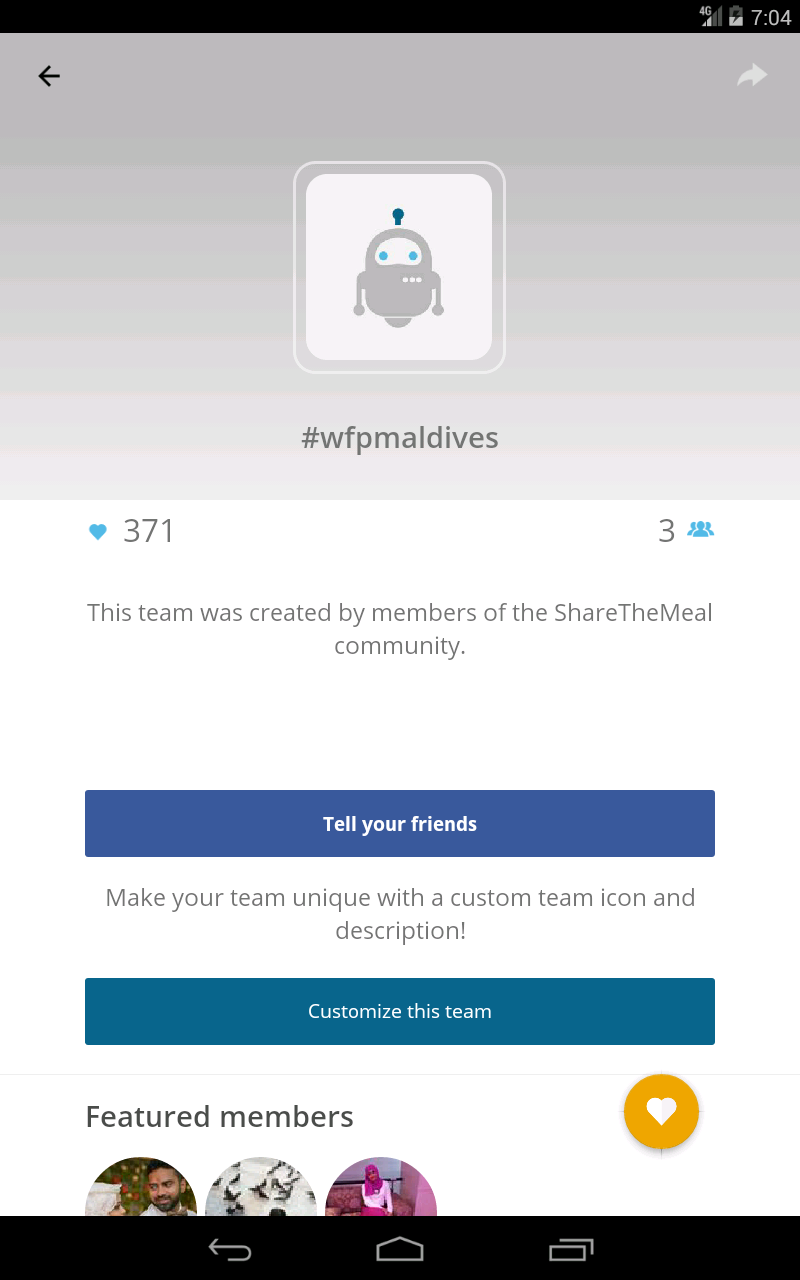 4G 7:04
#wfpmaldives
371 3
This team was created by members of the ShareTheMeal
community.
Tell your friends
Make your team unique with a custom team icon and
description!
Customize this team
Featured members